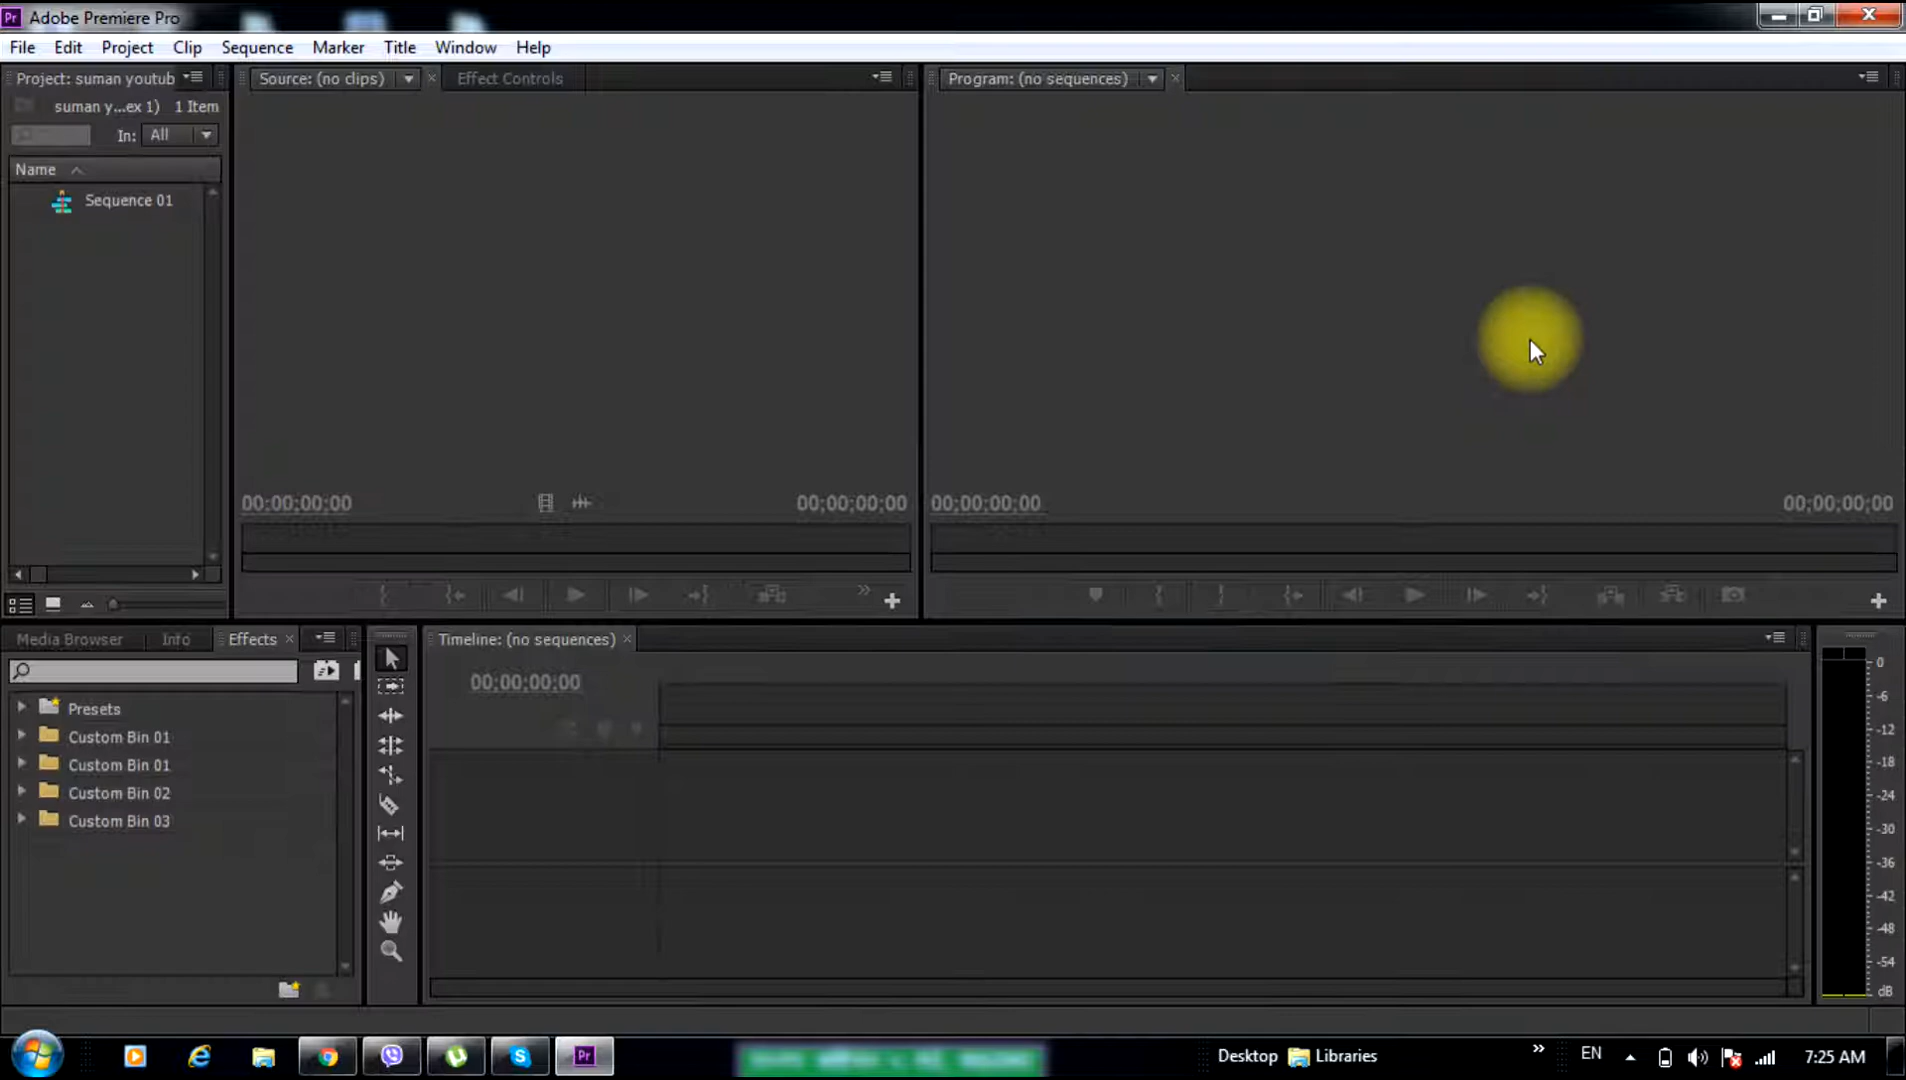 Pr Adobe Premiere Pro
File Edit Project Clip Sequence Marker Title Window Help
Project: suman youtub
Source: (no clips)
Effect Controls
Program: (no sequences)
suman y...ex 1) 1 Item
In: All
Name
Sequence 01
00;00;00;00
00;00;00;00
00;00;00;00
00;00;00;00
Media Browser Info Effects
Timeline: (no sequences)
00;00;00;00
Presets
Custom Bin 01
Custom Bin 01
Custom Bin 02
Custom Bin 03
0
-6
-12
-18
-24
-30
-36
-42
-48
-54
dB
Pr
Desktop Libraries
EN
7:25 AM